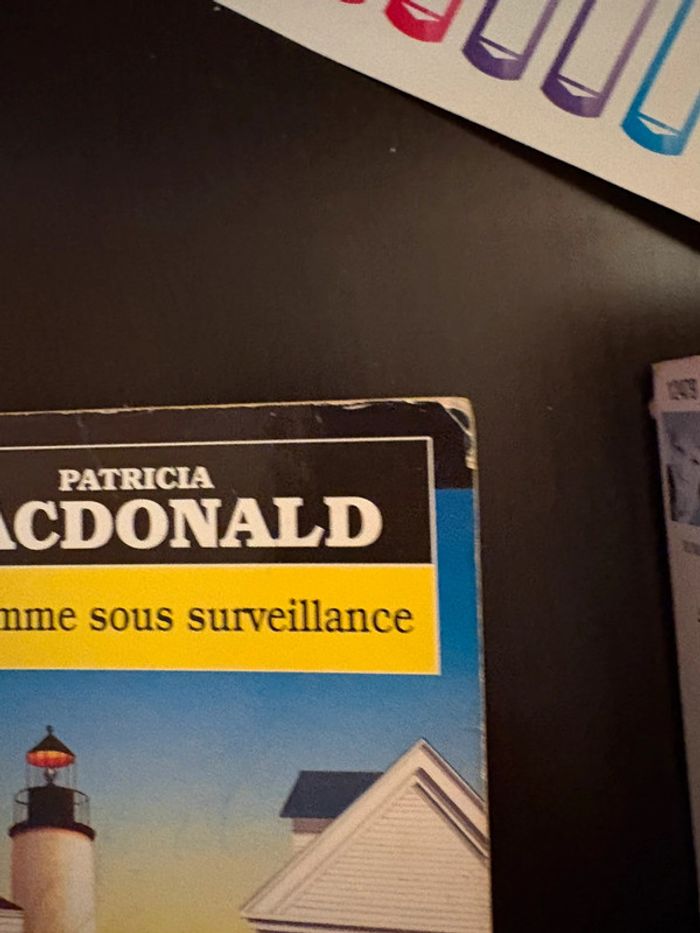 PATRICIA
ACDONALD
mme sous surveillance